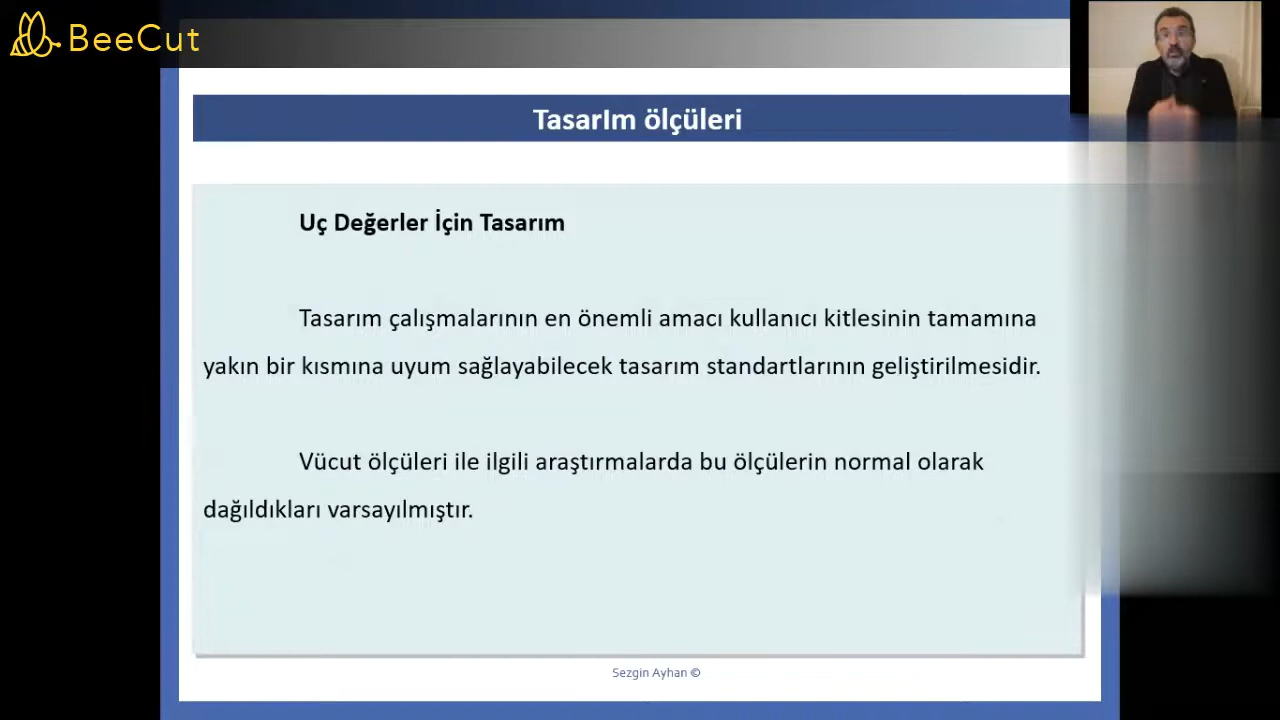 BeeCut
TasarIm ölçüleri
Uç Değerler İçin Tasarım
Tasarım çalışmalarının en önemli amacı kullanıcı kitlesinin tamamına
yakın bir kısmına uyum sağlayabilecek tasarım standartlarının geliştirilmesidir.
Vücut ölçüleri ile ilgili araştırmalarda bu ölçülerin normal olarak
dağıldıkları varsayılmıştır.
Sezgin Ayhan ©